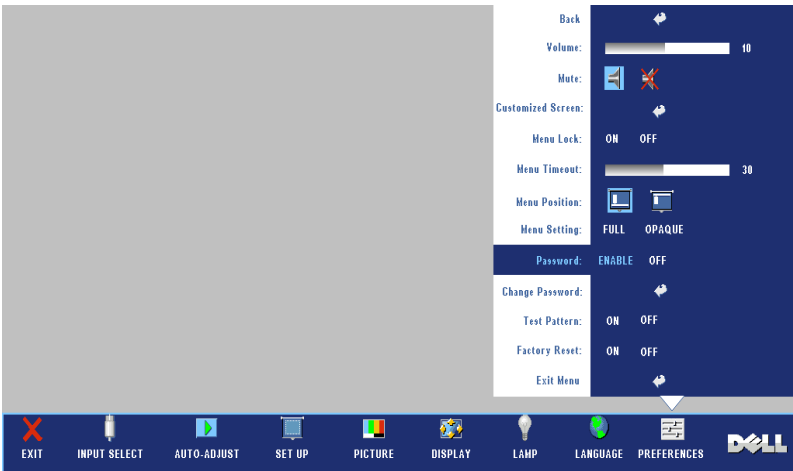 Back
Volume: 10
Mute:
Customized Screen:
Menu Lock: ON OFF
Menu Timeout: 30
Menu Position:
Menu Setting: FULL OPAQUE
Password: ENABLE OFF
Change Password:
Test Pattern: ON OFF
Factory Reset: ON OFF
Exit Menu
EXIT INPUT SELECT AUTO-ADJUST SET UP PICTURE DISPLAY LAMP LANGUAGE PREFERENCES DELL